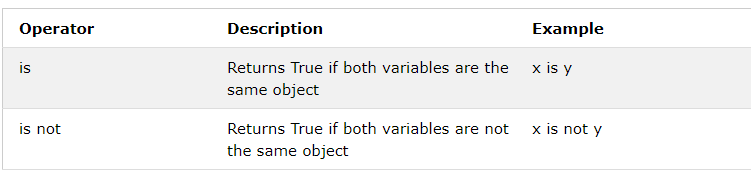 Operator Description Example
is Returns True if both variables are the x is y
same object
is not Returns True if both variables are not x is not y
the same object